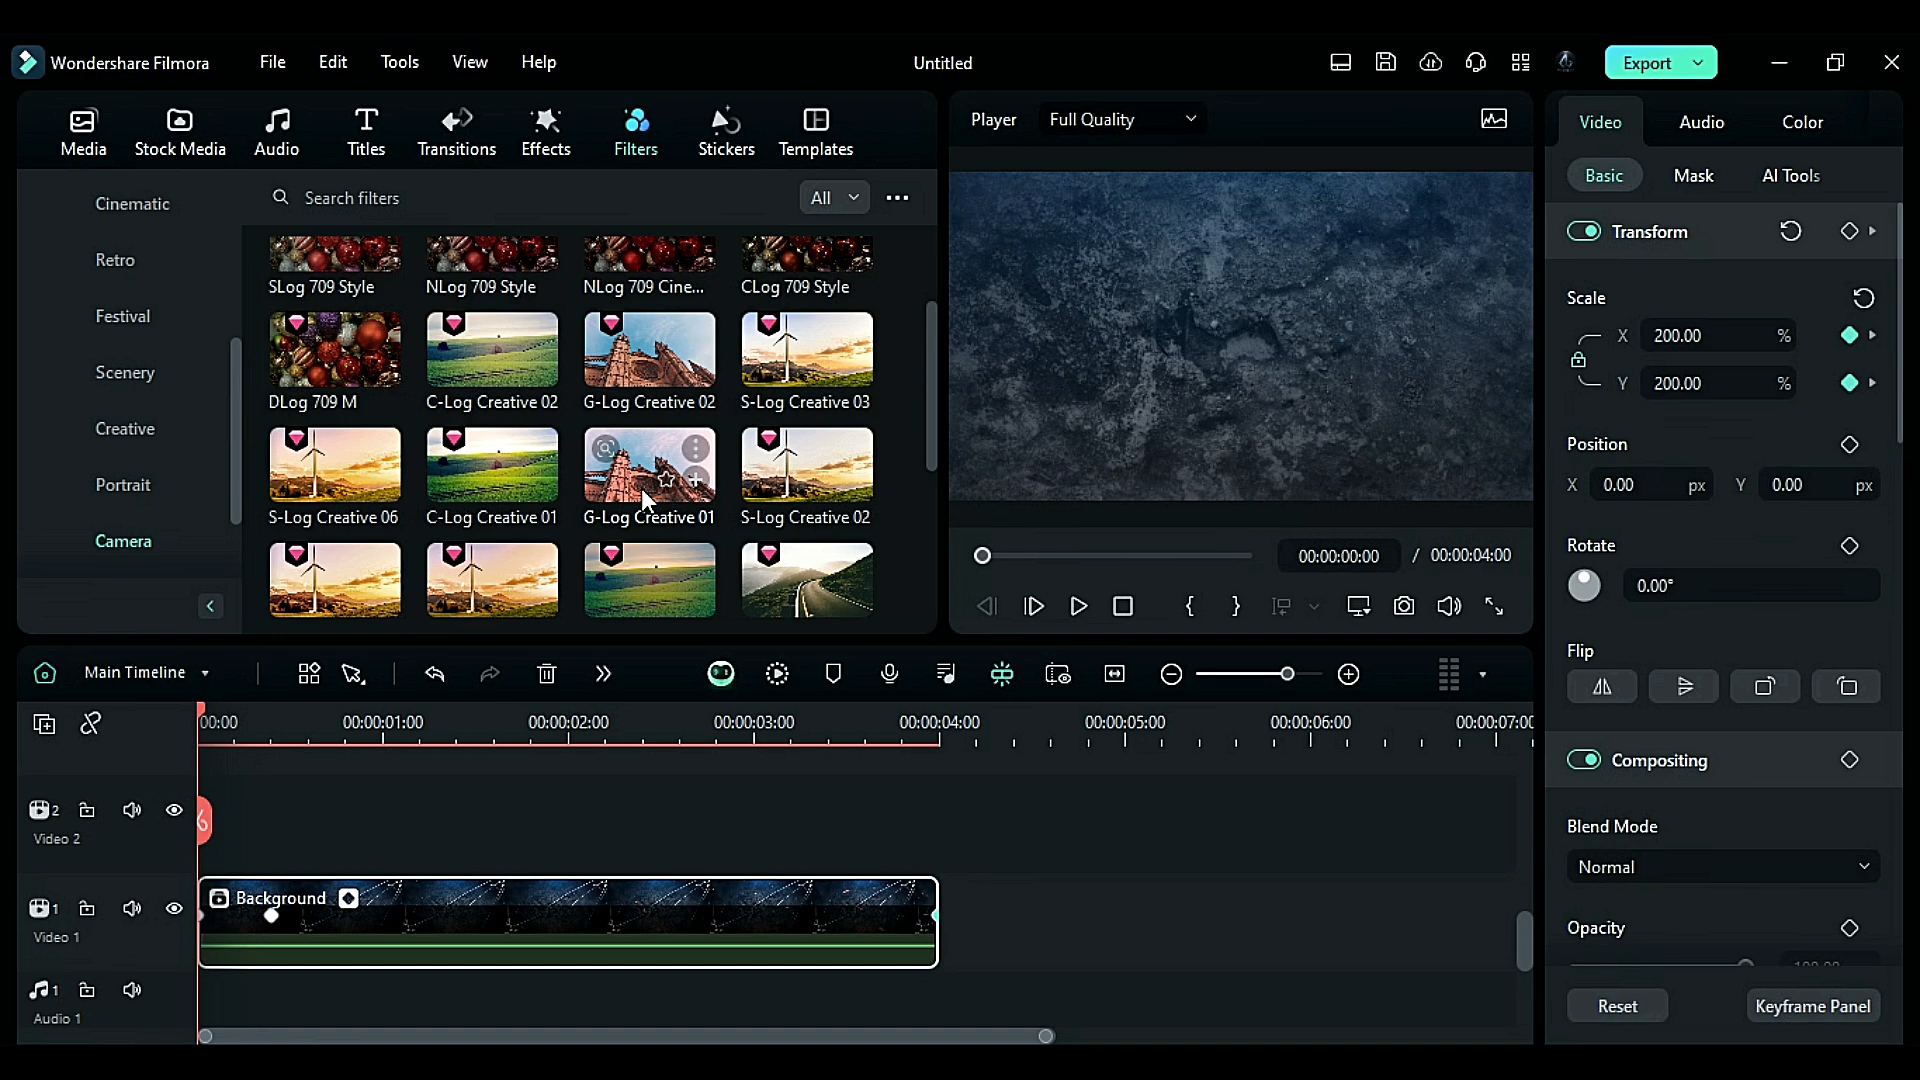 Wondershare Filmora File Edit Tools View Help Untitled Export
Media Stock Media Audio Titles Transitions Effects Filters Stickers Templates
Cinematic
Retro
Festival
Scenery
Creative
Portrait
Camera
Search filters All
SLog 709 Style NLog 709 Style NLog 709 Cine... CLog 709 Style
DLog 709 M C-Log Creative 02 G-Log Creative 02 S-Log Creative 03
S-Log Creative 06 C-Log Creative 01 G-Log Creative 01 S-Log Creative 02
Player Full Quality
00:00:00:00 / 00:00:04:00
Video Audio Color
Basic Mask AI Tools
Transform
Scale
X 200.00 %
Y 200.00 %
Position
X 0.00 px Y 0.00 px
Rotate
0.00°
Flip
Compositing
Blend Mode
Normal
Opacity
100.00
Reset Keyframe Panel
Main Timeline
00:00 00:00:01:00 00:00:02:00 00:00:03:00 00:00:04:00 00:00:05:00 00:00:06:00 00:00:07:00
2
Video 2
Background
1
Video 1
1
Audio 1